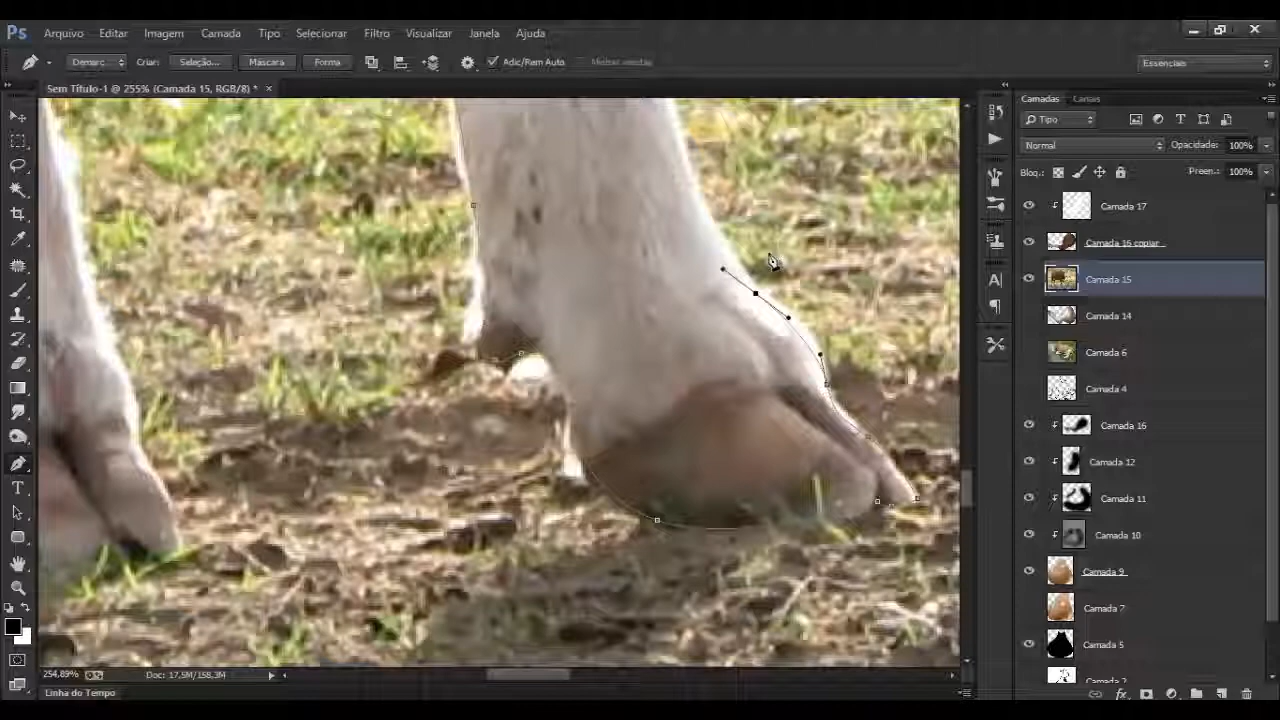 Ps Arquivo Editar Imagem Camada Tipo Selecionar Filtro Visualizar Janela Ajuda
Demarc Criar: Seleção... Máscara Forma Adic/Rem Auto Essenciais
Sem Título-1 @ 255% (Camada 15, RGB/8) * ×
Camadas Canais
Tipo
Normal Opacidade: 100%
Bloq.: Preen.: 100%
Camada 17
Camada 16 copiar
Camada 15
Camada 14
Camada 6
Camada 4
Camada 16
Camada 12
Camada 11
Camada 10
Camada 9
Camada 7
Camada 5
Camada 2
254,89% Doc: 17,5M/158,3M
Linha do Tempo